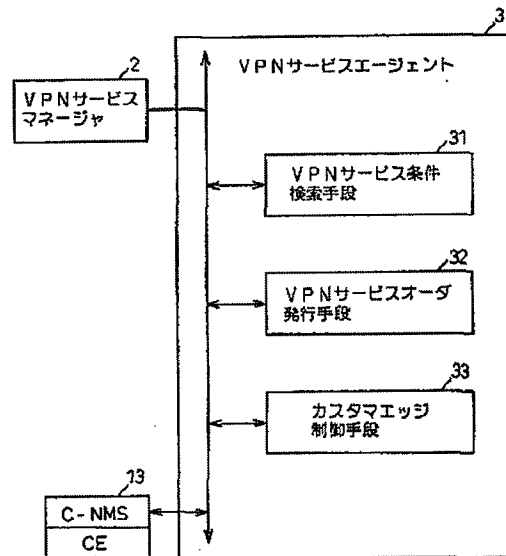 3
VPNサービスエージェント
2
VPNサービス
マネージャ
31
VPNサービス条件
検索手段
32
VPNサービスオーダ
発行手段
33
カスタマエッジ
制御手段
13
C-NMS
CE